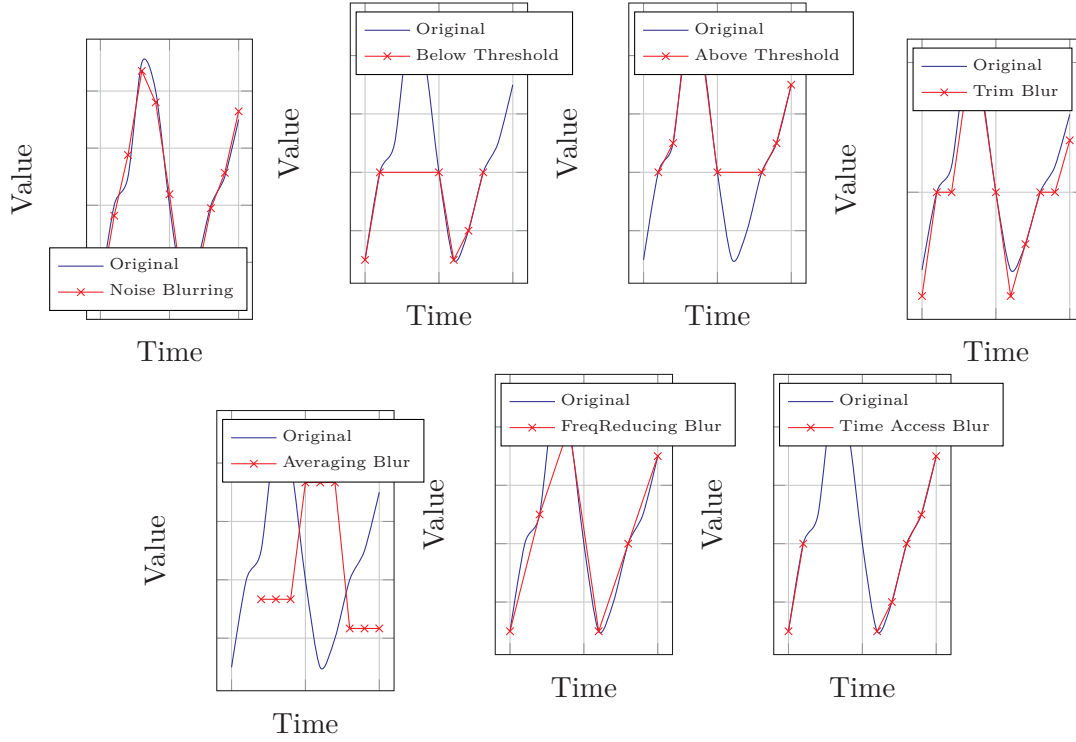 Original
Noise Blurring
Value
Time
Original
Below Threshold
Value
Time
Original
Above Threshold
Value
Time
Original
Trim Blur
Value
Time
Original
Averaging Blur
Value
Time
Original
FreqReducing Blur
Value
Time
Original
Time Access Blur
Value
Time